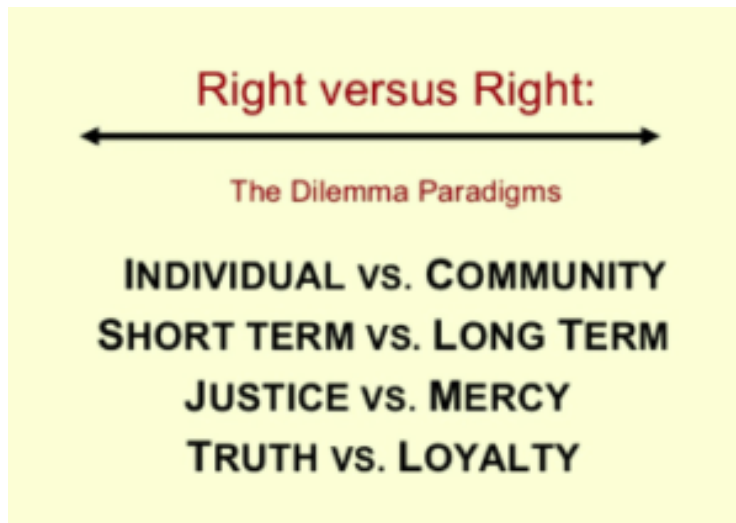 Right versus Right:
The Dilemma Paradigms
INDIVIDUAL VS. COMMUNITY
SHORT TERM VS. LONG TERM
JUSTICE VS. MERCY
TRUTH VS. LOYALTY